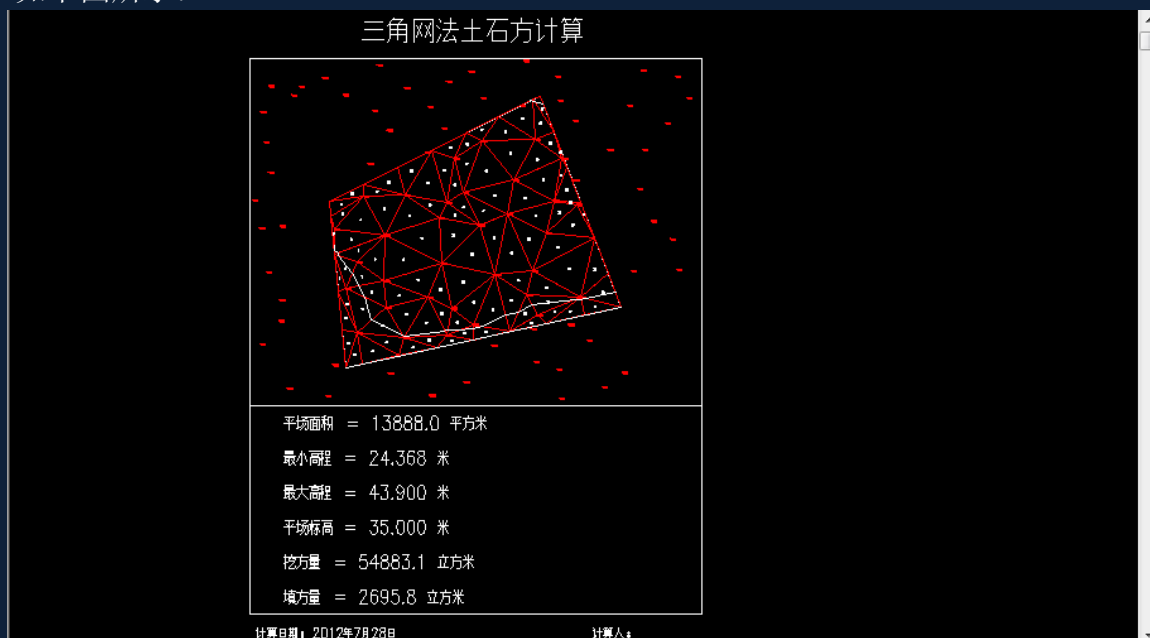 三角网法土石方计算
平场面积 = 13888.0 平方米
最小高程 = 24.368 米
最大高程 = 43.900 米
平场标高 = 35.000 米
挖方量 = 54883.1 立方米
填方量 = 2695.8 立方米
计算日期: 2012年7月28日 计算人: